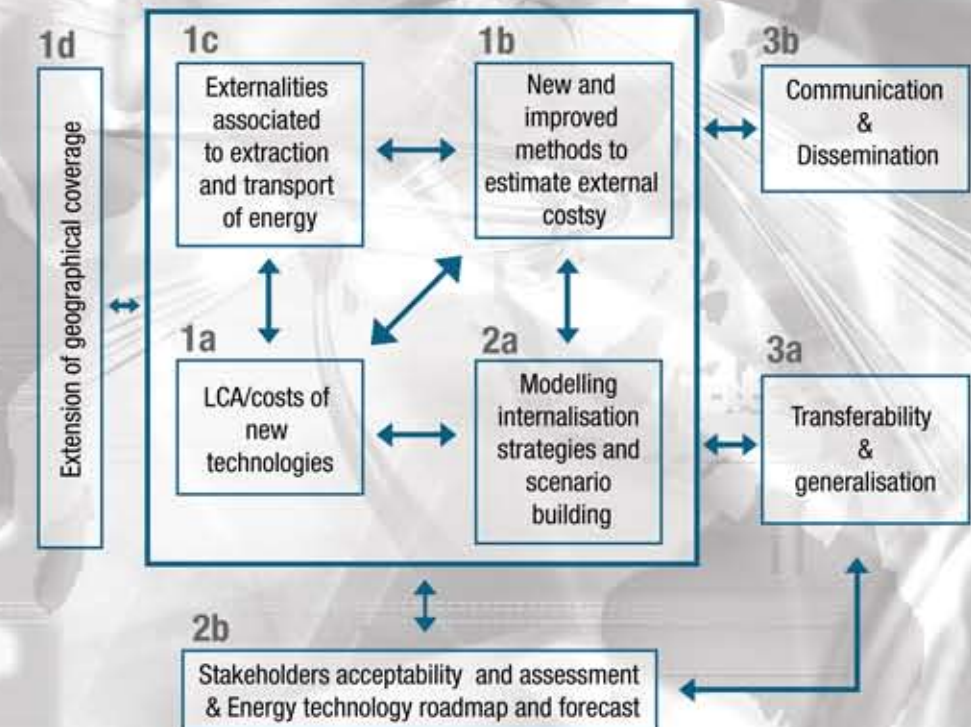 1d
Extension of geographical coverage
1c
Externalities
associated
to extraction
and transport
of energy
1b
New and
improved
methods to
estimate external
costsy
3b
Communication
&
Dissemination
1a
LCA/costs of
new
technologies
2a
Modelling
internalisation
strategies and
scenario
building
3a
Transferability
&
generalisation
2b
Stakeholders acceptability and assessment
& Energy technology roadmap and forecast